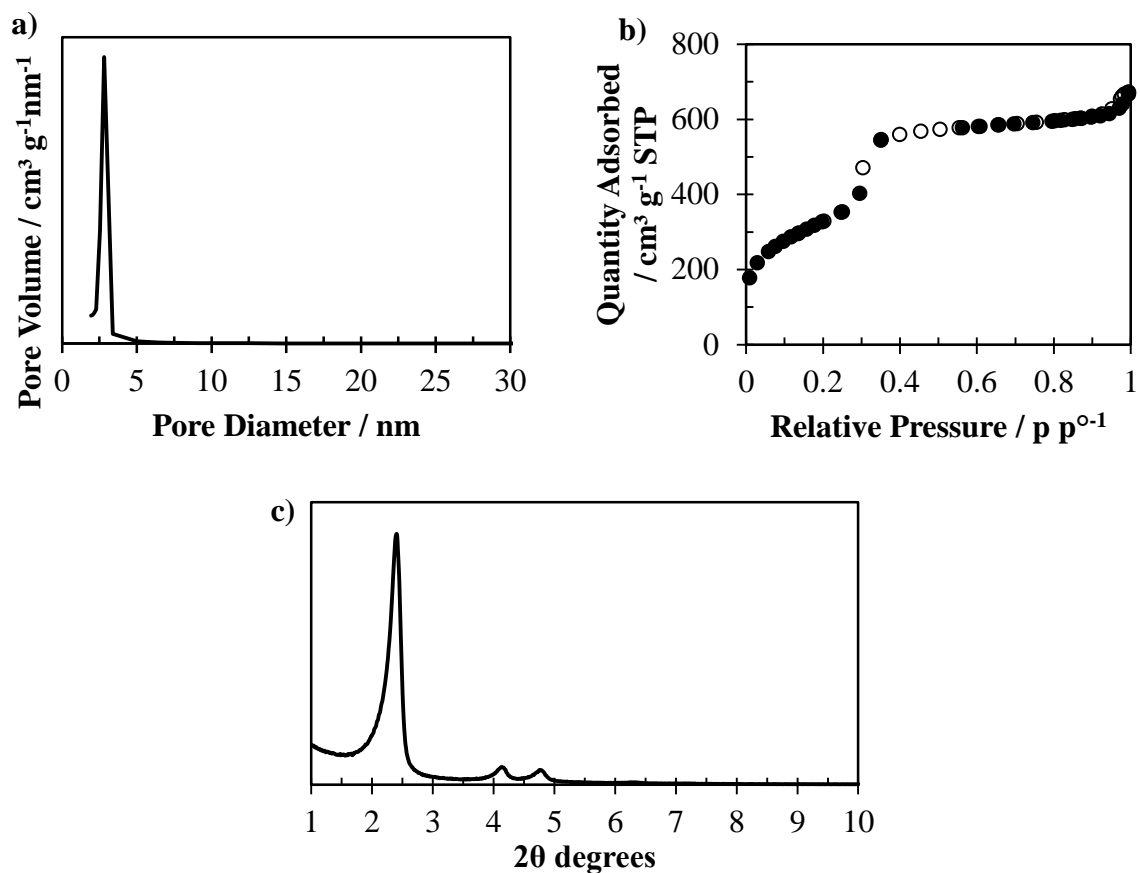 a)
Pore Volume / cm³ g⁻¹nm⁻¹
0 5 10 15 20 25 30
Pore Diameter / nm
b)
Quantity Adsorbed
/ cm³ g⁻¹ STP
800
600
400
200
0
0 0.2 0.4 0.6 0.8 1
Relative Pressure / p p°⁻¹
c)
1 2 3 4 5 6 7 8 9 10
2θ degrees